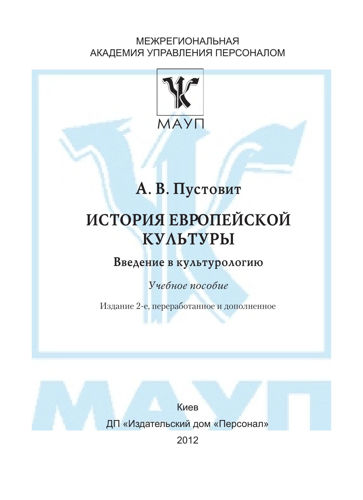 МЕЖРЕГИОНАЛЬНАЯ
АКАДЕМИЯ УПРАВЛЕНИЯ ПЕРСОНАЛОМ
МАУП
А. В. Пустовит
ИСТОРИЯ ЕВРОПЕЙСКОЙ
КУЛЬТУРЫ
Введение в культурологию
Учебное пособие
Издание 2-е, переработанное и дополненное
МАУП
Киев
ДП «Издательский дом «Персонал»
2012